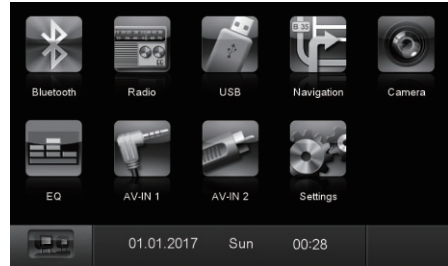 B 35
Bluetooth
Radio
USB
Navigation
Camera
EQ
AV-IN 1
AV-IN 2
Settings
01.01.2017 Sun 00:28